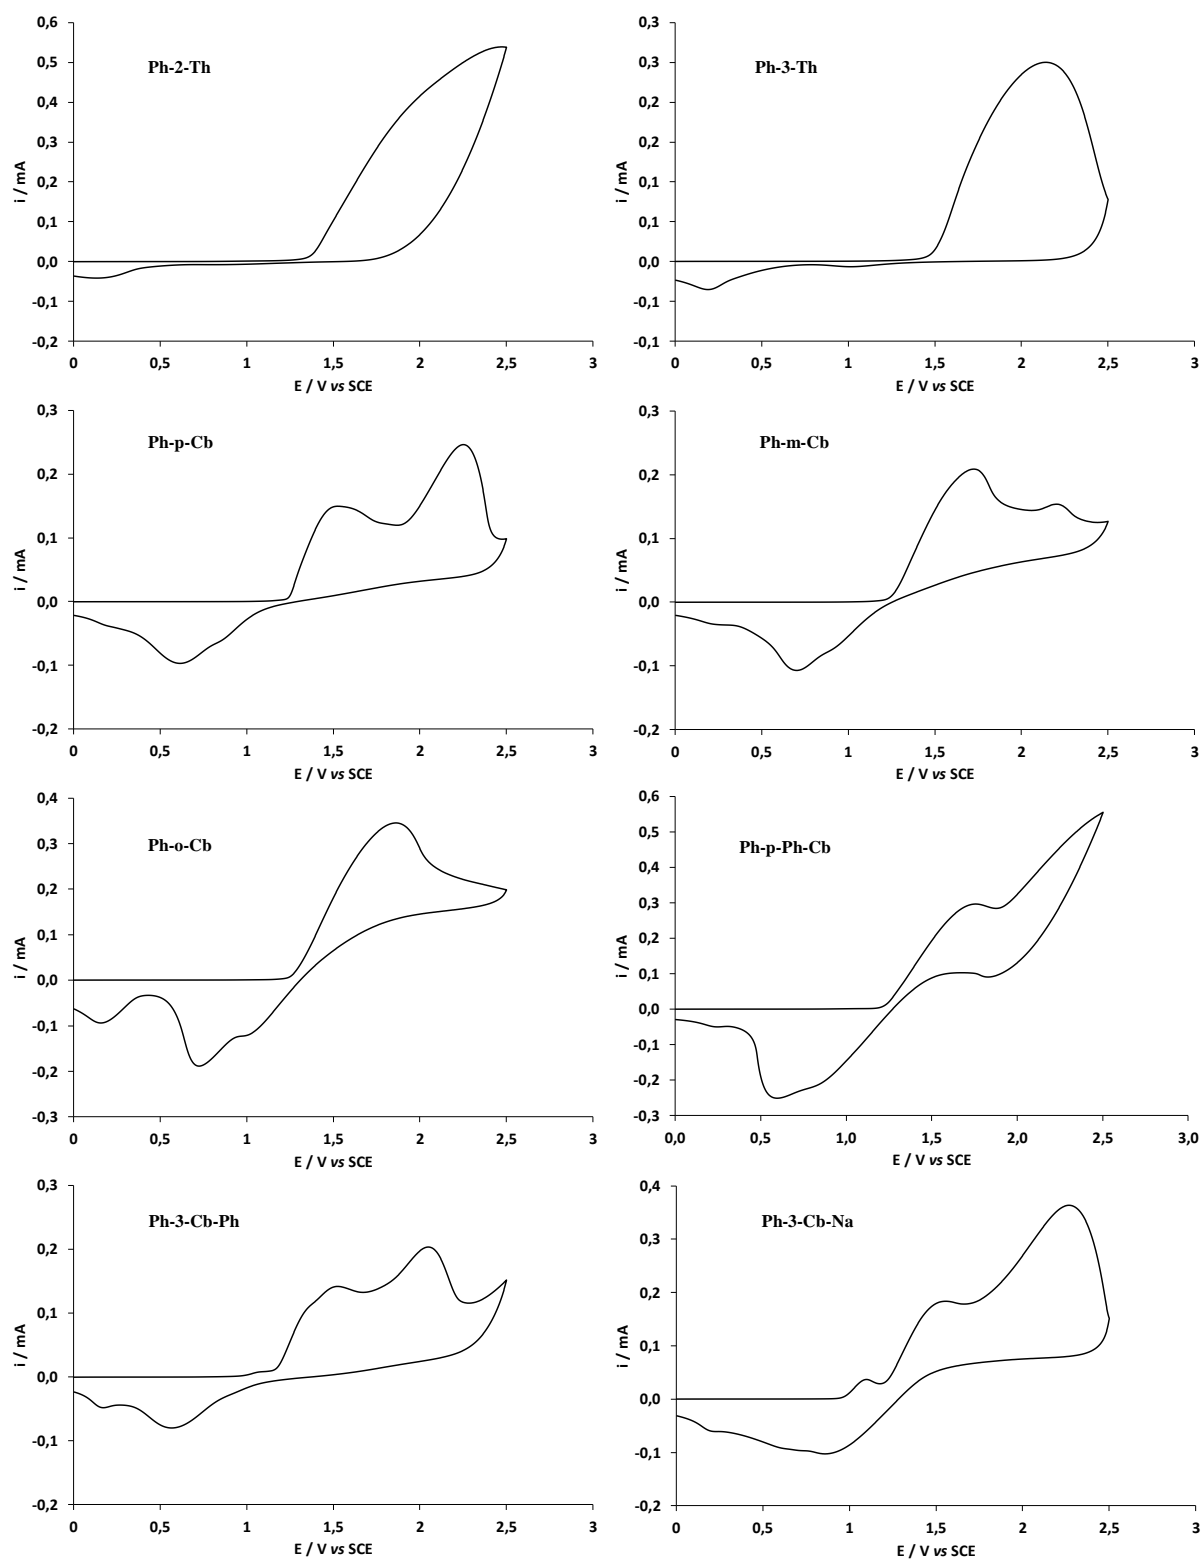 0,6
0,5
0,4
0,3
0,2
0,1
0,0
-0,1
-0,2
i / mA
Ph-2-Th
0 0,5 1 1,5 2 2,5 3
E / V vs SCE
0,3
0,3
0,2
0,2
0,1
0,1
0,0
-0,1
-0,1
i / mA
Ph-3-Th
0 0,5 1 1,5 2 2,5 3
E / V vs SCE
0,3
0,2
0,1
0,0
-0,1
-0,2
i / mA
Ph-p-Cb
0 0,5 1 1,5 2 2,5 3
E / V vs SCE
0,3
0,2
0,1
0,0
-0,1
-0,2
i / mA
Ph-m-Cb
0 0,5 1 1,5 2 2,5 3
E / V vs SCE
0,4
0,3
0,2
0,1
0,0
-0,1
-0,2
-0,3
i / mA
Ph-o-Cb
0 0,5 1 1,5 2 2,5 3
E / V vs SCE
0,6
0,5
0,4
0,3
0,2
0,1
0,0
-0,1
-0,2
-0,3
i / mA
Ph-p-Ph-Cb
0,0 0,5 1,0 1,5 2,0 2,5 3,0
E / V vs SCE
0,3
0,2
0,1
0,0
-0,1
-0,2
i / mA
Ph-3-Cb-Ph
0 0,5 1 1,5 2 2,5 3
E / V vs SCE
0,4
0,3
0,2
0,1
0,0
-0,1
-0,2
i / mA
Ph-3-Cb-Na
0 0,5 1 1,5 2 2,5 3
E / V vs SCE